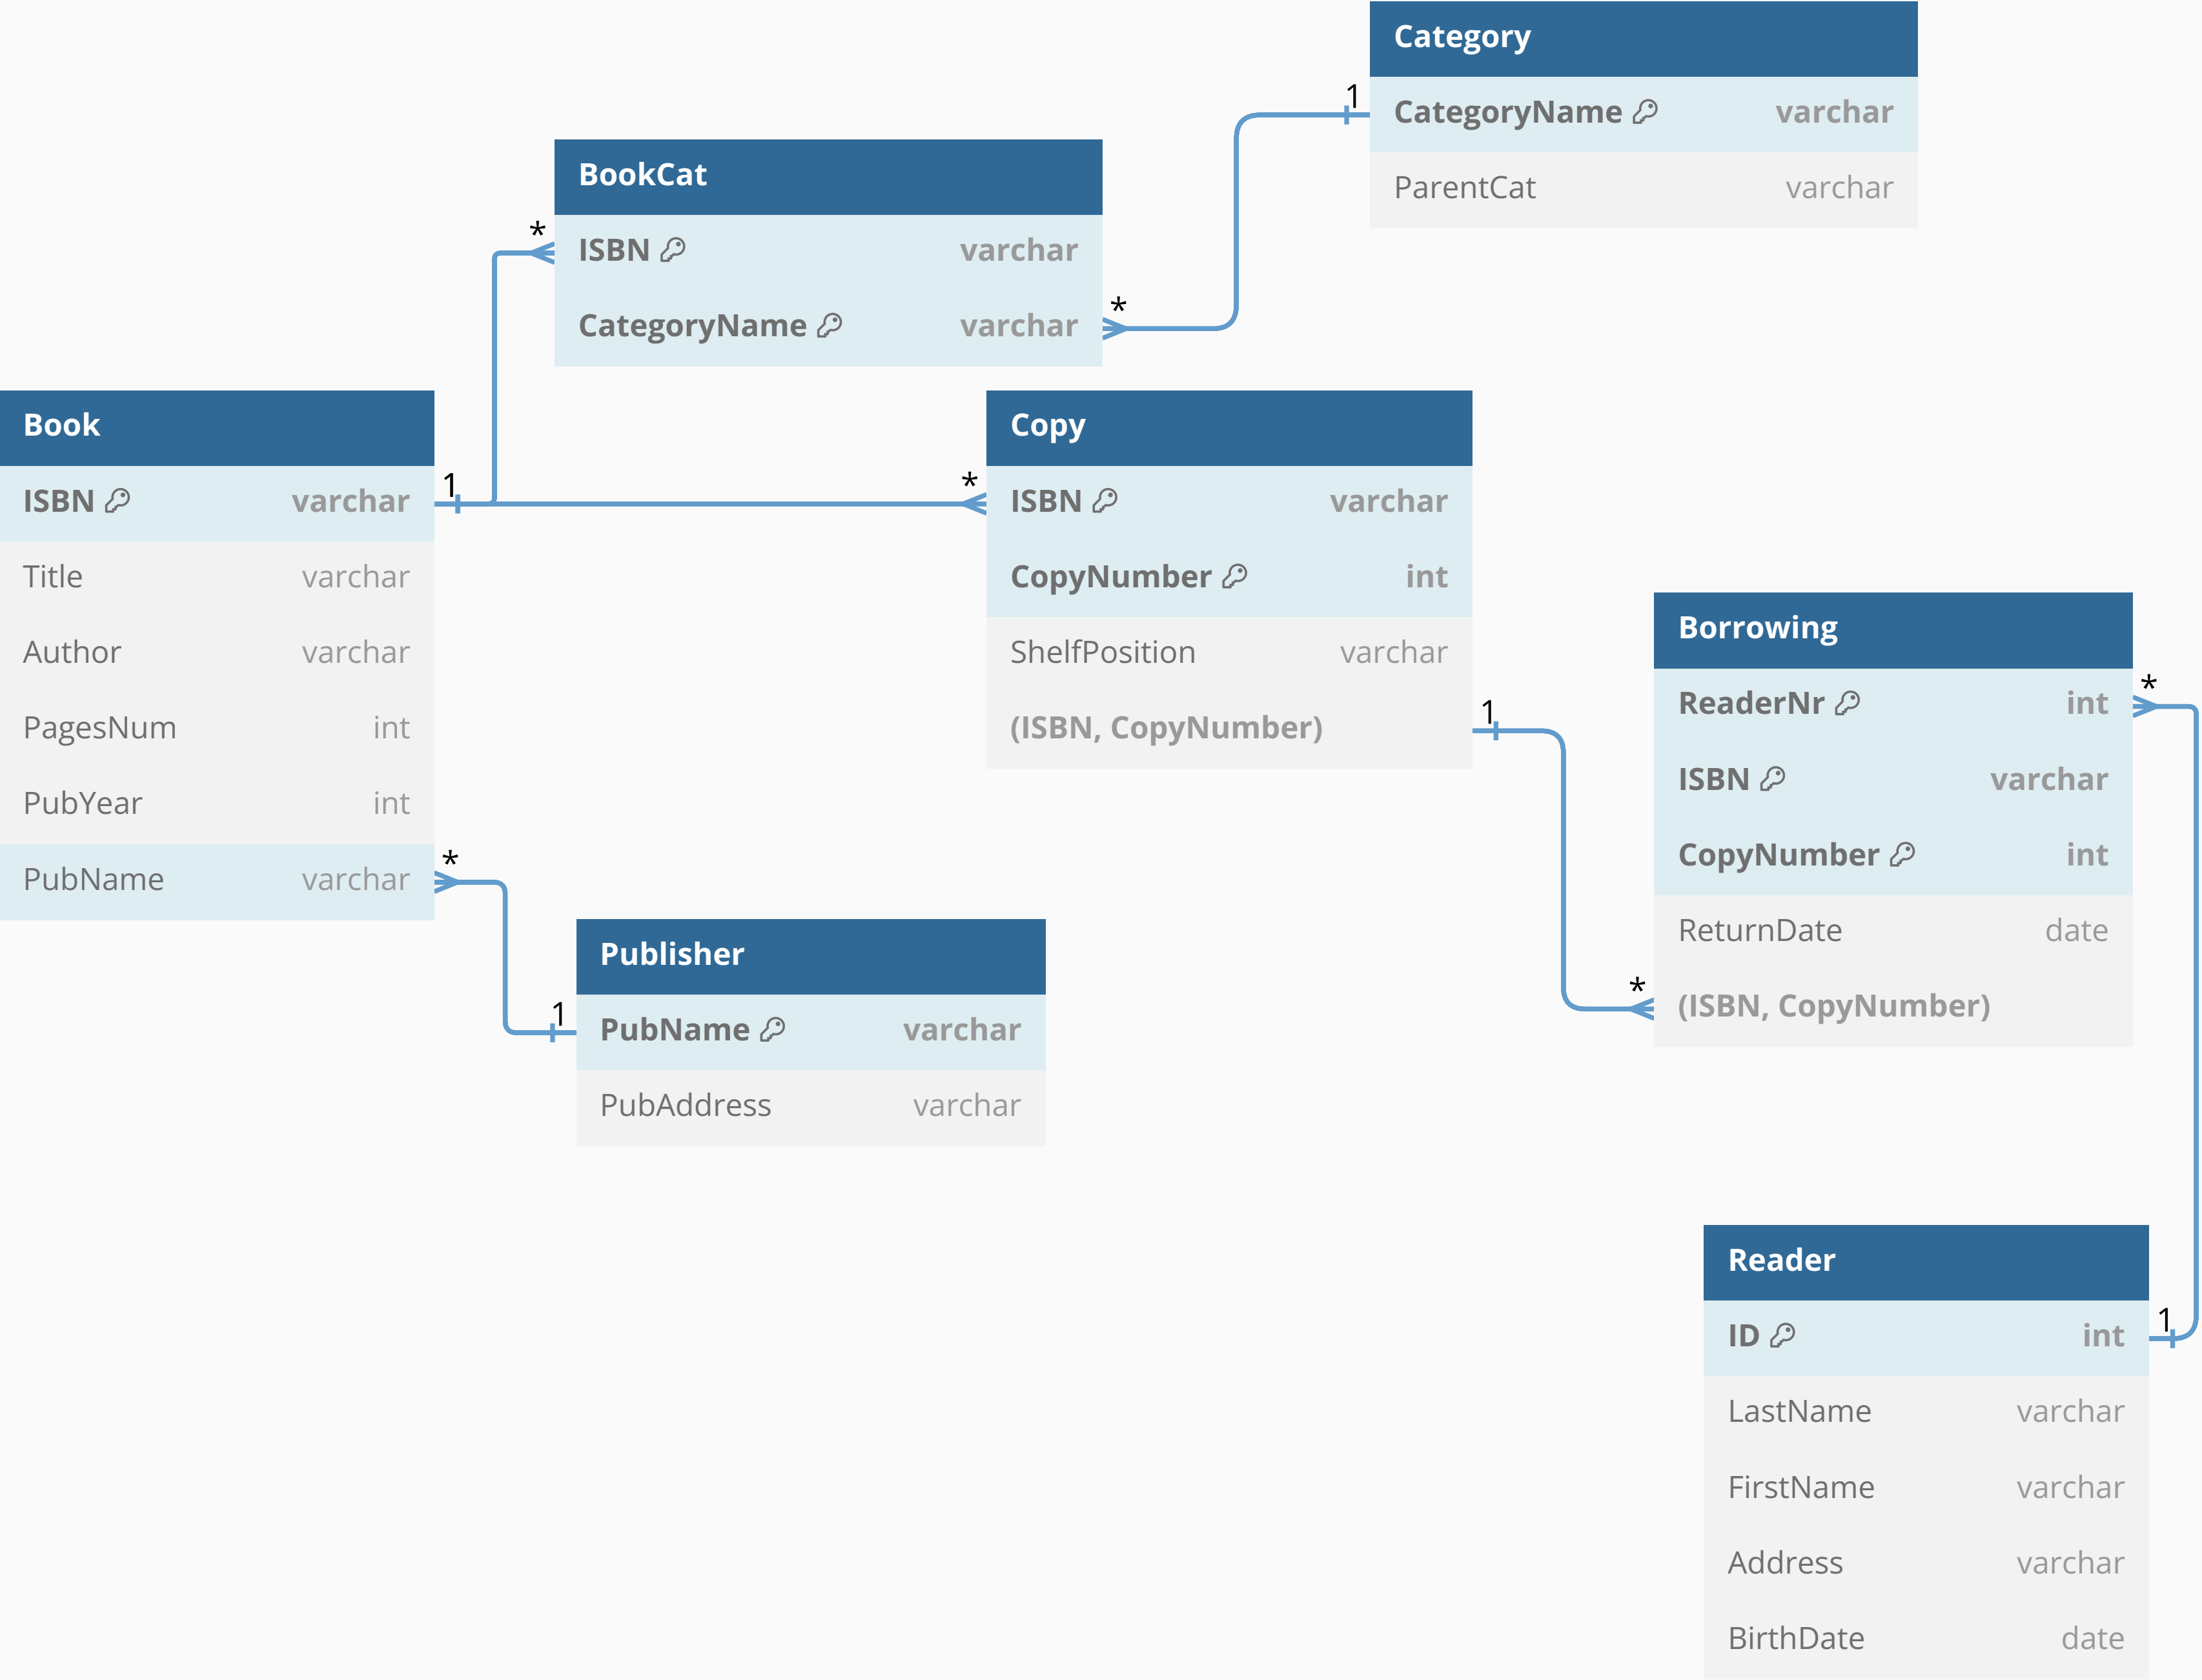 Category
CategoryName varchar
ParentCat varchar
1
BookCat
ISBN varchar
CategoryName varchar
*
*
Book
ISBN varchar
Title varchar
Author varchar
PagesNum int
PubYear int
PubName varchar
1
*
Copy
ISBN varchar
CopyNumber int
ShelfPosition varchar
(ISBN, CopyNumber)
*
1
Borrowing
ReaderNr int
ISBN varchar
CopyNumber int
ReturnDate date
(ISBN, CopyNumber)
*
*
Publisher
PubName varchar
PubAddress varchar
1
Reader
ID int
LastName varchar
FirstName varchar
Address varchar
BirthDate date
1